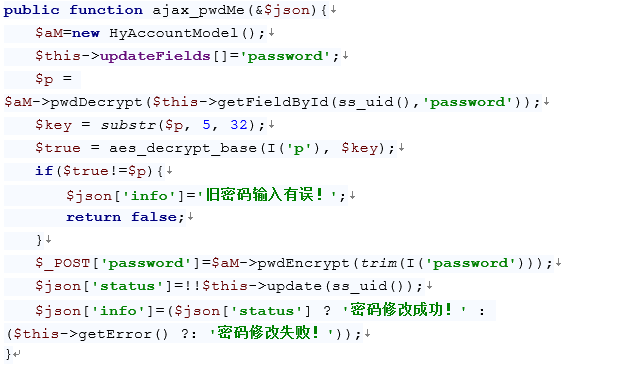 public function ajax_pwdMe(&$json){
$aM=new HyAccountModel();
$this->updateFields[]='password';
$p =
$aM->pwdDecrypt($this->getFieldById(ss_uid(),'password'));
$key = substr($p, 5, 32);
$true = aes_decrypt_base(I('p'), $key);
if($true!=$p){
$json['info']='旧密码输入有误！';
return false;
}
$_POST['password']=$aM->pwdEncrypt(trim(I('password')));
$json['status']=!!$this->update(ss_uid());
$json['info']=($json['status'] ? '密码修改成功！' :
($this->getError() ?: '密码修改失败！'));
}